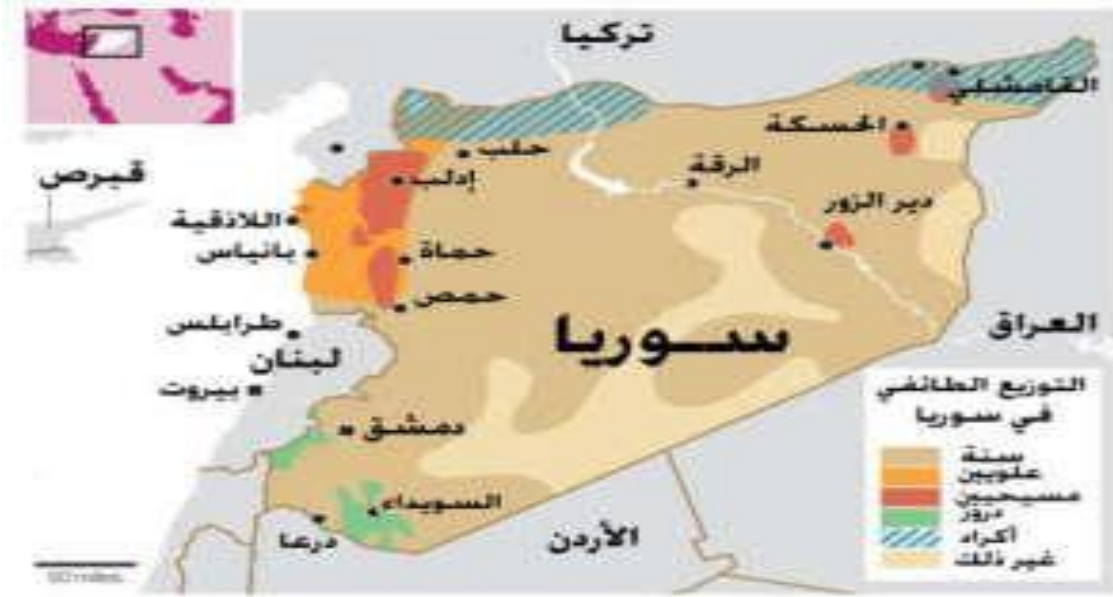 تركيا
القامشلي
الحسكة
حلب
الرقة
إدلب
قبرص
دير الزور
اللاذقية
بانياس
حماة
حمص
طرابلس
سوريا
العراق
لبنان
بيروت
دمشق
السويداء
درعا
الأردن
التوزيع الطائفي
في سوريا
سنة
علويين
مسيحيين
دروز
أكراد
غير ذلك
miles